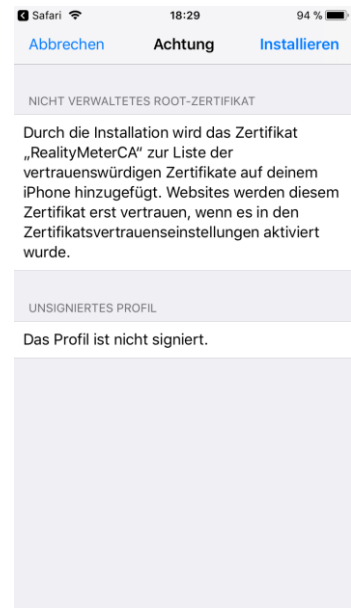 Safari 18:29 94 %
Abbrechen Achtung Installieren
NICHT VERWALTETES ROOT-ZERTIFIKAT
Durch die Installation wird das Zertifikat
„RealityMeterCA“ zur Liste der
vertrauenswürdigen Zertifikate auf deinem
iPhone hinzugefügt. Websites werden diesem
Zertifikat erst vertrauen, wenn es in den
Zertifikatsvertrauenseinstellungen aktiviert
wurde.
UNSIGNIERTES PROFIL
Das Profil ist nicht signiert.